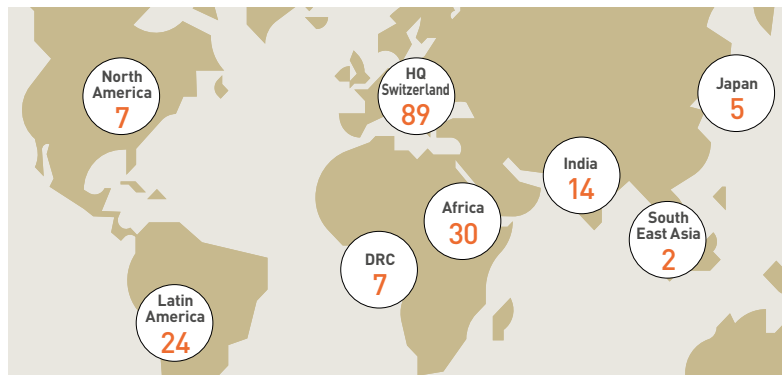 North
America
7
HQ
Switzerland
89
Japan
5
India
14
Africa
30
South
East Asia
2
DRC
7
Latin
America
24